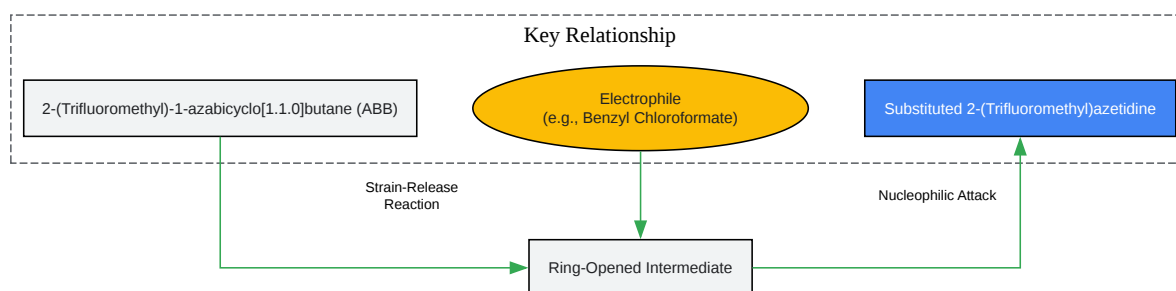 Key Relationship
2-(Trifluoromethyl)-1-azabicyclo[1.1.0]butane (ABB)
Electrophile
(e.g., Benzyl Chloroformate)
Substituted 2-(Trifluoromethyl)azetidine
Strain-Release
Reaction
Nucleophilic Attack
Ring-Opened Intermediate